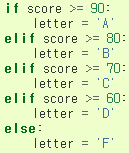 if score >= 90:
    letter = 'A'
elif score >= 80:
    letter = 'B'
elif score >= 70:
    letter = 'C'
elif score >= 60:
    letter = 'D'
else:
    letter = 'F'